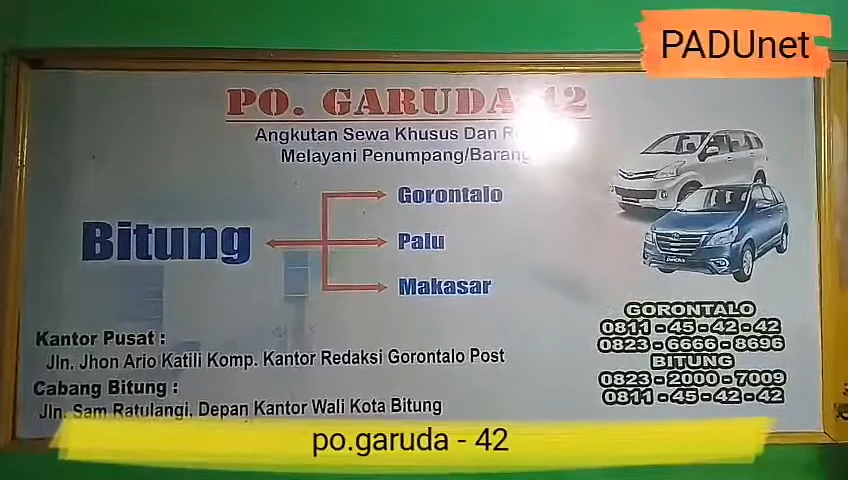 PADUnet
PO. GARUDA 42
Angkutan Sewa Khusus Dan
Melayani Penumpang/Barang
Bitung
Gorontalo
Palu
Makasar
Kantor Pusat :
Jln. Jhon Ario Katili Komp. Kantor Redaksi Gorontalo Post
Cabang Bitung :
Jln. Sam Ratulangi. Depan Kantor Wali Kota Bitung
GORONTALO
0811 - 45 - 42 - 42
0823 - 6666 - 8696
BITUNG
0823 - 2000 - 7009
0811 - 45 - 42 - 42
po.garuda - 42